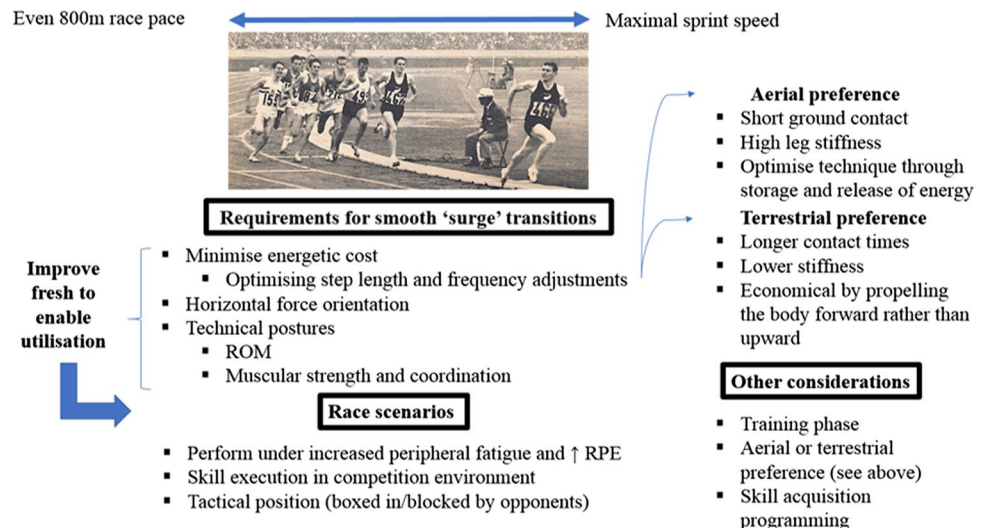 Even 800m race pace
Maximal sprint speed
Requirements for smooth ‘surge’ transitions
▪ Minimise energetic cost
▪ Optimising step length and frequency adjustments
▪ Horizontal force orientation
▪ Technical postures
▪ ROM
▪ Muscular strength and coordination
Improve
fresh to
enable
utilisation
Race scenarios
▪ Perform under increased peripheral fatigue and ↑ RPE
▪ Skill execution in competition environment
▪ Tactical position (boxed in/blocked by opponents)
Aerial preference
▪ Short ground contact
▪ High leg stiffness
▪ Optimise technique through
storage and release of energy
Terrestrial preference
▪ Longer contact times
▪ Lower stiffness
▪ Economical by propelling
the body forward rather than
upward
Other considerations
▪ Training phase
▪ Aerial or terrestrial
preference (see above)
▪ Skill acquisition
programming